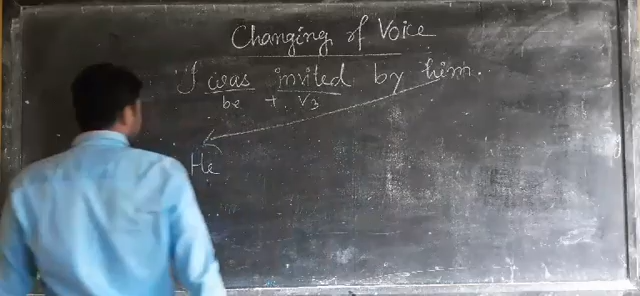 Changing of Voice
I was invited by him.
be + V3
He